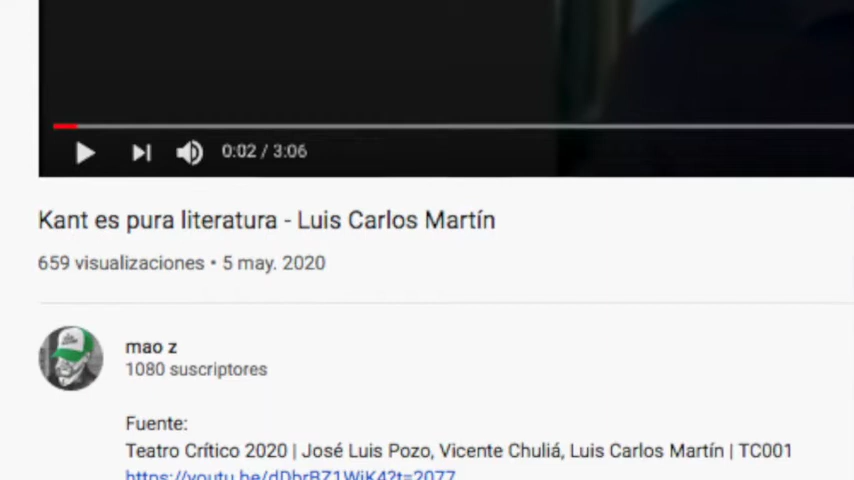 0:02 / 3:06
Kant es pura literatura - Luis Carlos Martín
659 visualizaciones • 5 may. 2020
mao z
1080 suscriptores
Fuente:
Teatro Crítico 2020 | José Luis Pozo, Vicente Chuliá, Luis Carlos Martín | TC001